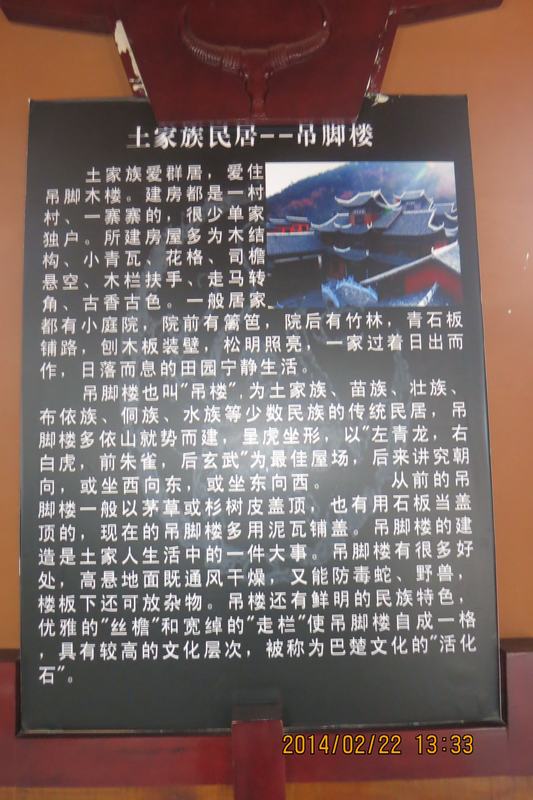 土家族民居--吊脚楼
土家族爱群居，爱住
吊脚木楼。建房都是一村
村、一寨寨的，很少单家
独户。所建房屋多为木结
构、小青瓦、花格、司檐
悬空、木栏扶手、走马转
角、古香古色。一般居家
都有小庭院，院前有篱笆，院后有竹林，青石板
铺路，刨木板装壁，松明照亮，一家过着日出而
作，日落而息的田园宁静生活。
吊脚楼也叫"吊楼",为土家族、苗族、壮族、
布依族、侗族、水族等少数民族的传统民居，吊
脚楼多依山就势而建，呈虎坐形，以"左青龙，右
白虎，前朱雀，后玄武"为最佳屋场，后来讲究朝
向，或坐西向东，或坐东向西。 从前的吊
脚楼一般以茅草或杉树皮盖顶，也有用石板当盖
顶的，现在的吊脚楼多用泥瓦铺盖。吊脚楼的建
造是土家人生活中的一件大事。吊脚楼有很多好
处，高悬地面既通风干燥，又能防毒蛇、野兽，
楼板下还可放杂物。吊楼还有鲜明的民族特色，
优雅的"丝檐"和宽绰的"走栏"使吊脚楼自成一格
，具有较高的文化层次，被称为巴楚文化的"活化
石"。
2014/02/22 13:33